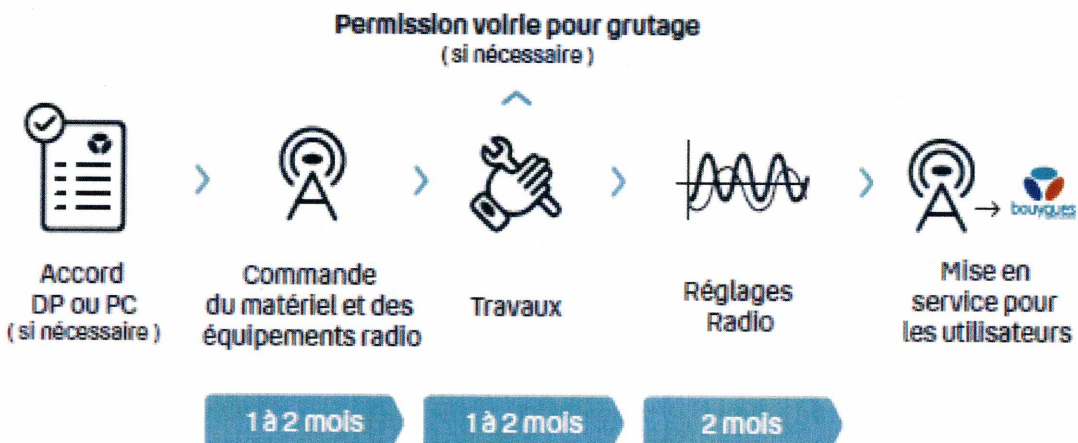 Permission voirie pour grutage
( si nécessaire )
Accord
DP ou PC
( si nécessaire )
Commande
du matériel et des
équipements radio
Travaux
Réglages
Radio
bouygues
Mise en
service pour
les utilisateurs
1 à 2 mois
1 à 2 mois
2 mois